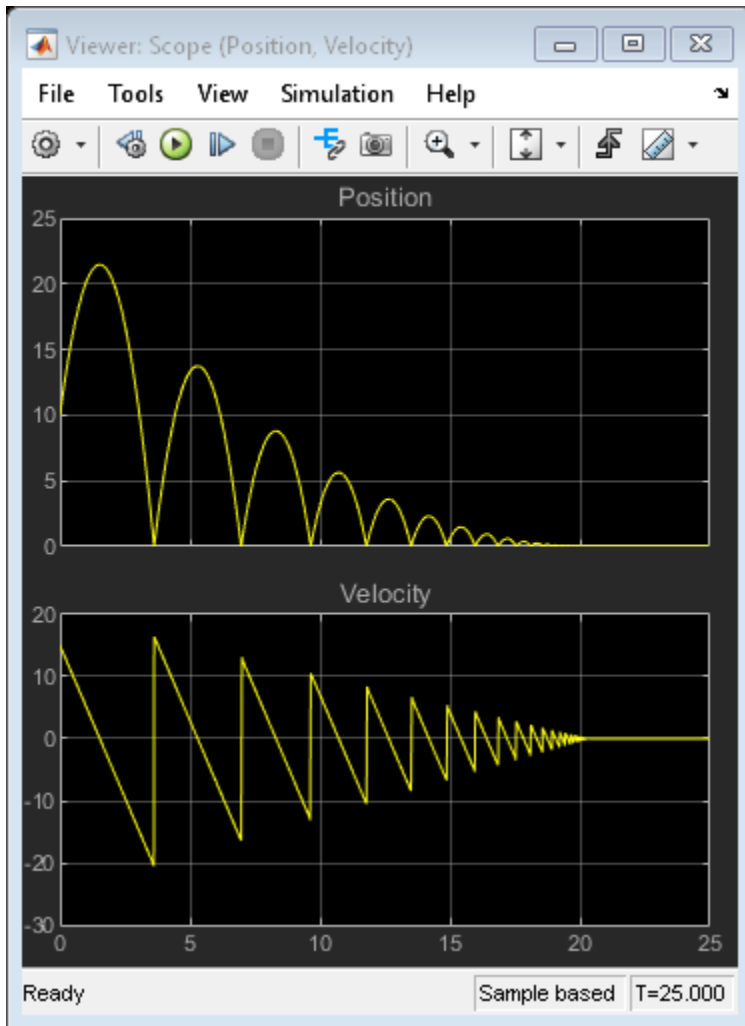 Viewer: Scope (Position, Velocity)
File Tools View Simulation Help
Position
25
20
15
10
5
0
Velocity
20
10
0
-10
-20
-30
0 5 10 15 20 25
Ready Sample based T=25.000